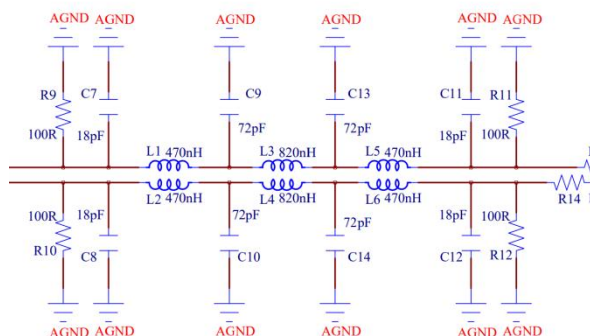 AGND AGND AGND AGND AGND AGND
R9 C7 C9 C13 C11 R11
100R 18pF 72pF 72pF 18pF 100R
L1 470nH L3 820nH L5 470nH
L2 470nH L4 820nH L6 470nH
R14
100R 18pF 72pF 72pF 18pF 100R
R10 C8 C10 C14 C12 R12
AGND AGND AGND AGND AGND AGND